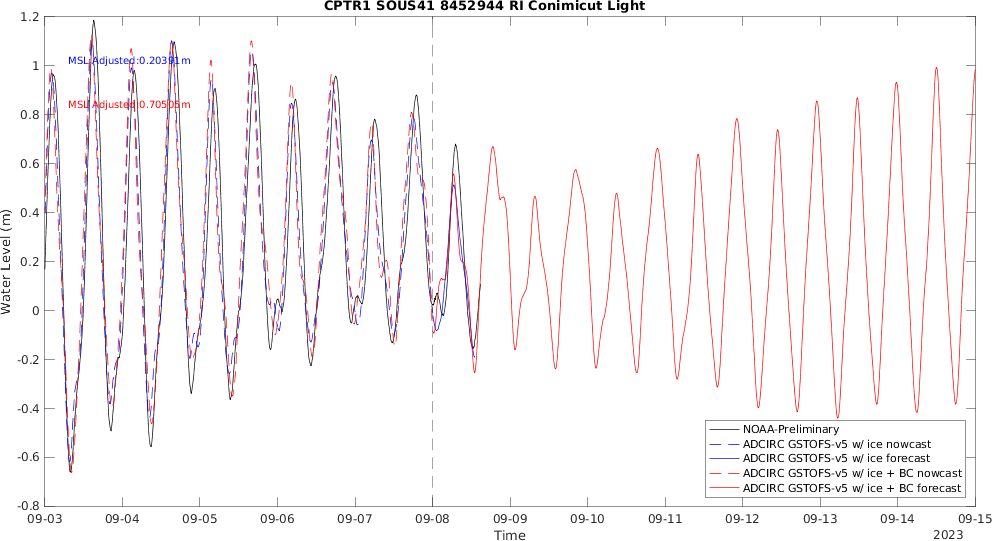 CPTR1 SOUS41 8452944 RI Conimicut Light
1.2
1
0.8
0.6
0.4
0.2
0
-0.2
-0.4
-0.6
-0.8
Water Level (m)
MSL Adjusted:0.20391m
MSL Adjusted:0.70505m
NOAA-Preliminary
ADCIRC GSTOFS-v5 w/ ice nowcast
ADCIRC GSTOFS-v5 w/ ice forecast
ADCIRC GSTOFS-v5 w/ ice + BC nowcast
ADCIRC GSTOFS-v5 w/ ice + BC forecast
09-03 09-04 09-05 09-06 09-07 09-08 09-09 09-10 09-11 09-12 09-13 09-14 09-15
Time
2023